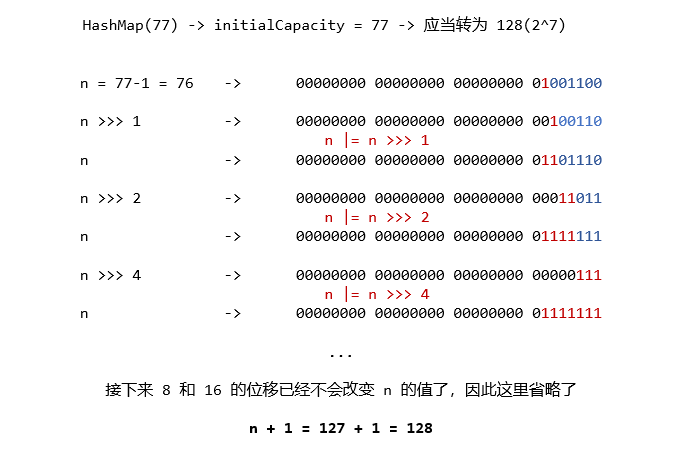 HashMap(77) -> initialCapacity = 77 -> 应当转为 128(2^7)
n = 77-1 = 76 -> 00000000 00000000 00000000 01001100
n >>> 1 -> 00000000 00000000 00000000 00100110
n |= n >>> 1
n -> 00000000 00000000 00000000 01101110
n >>> 2 -> 00000000 00000000 00000000 00011011
n |= n >>> 2
n -> 00000000 00000000 00000000 01111111
n >>> 4 -> 00000000 00000000 00000000 00000111
n |= n >>> 4
n -> 00000000 00000000 00000000 01111111
...
接下来 8 和 16 的位移已经不会改变 n 的值了，因此这里省略了
n + 1 = 127 + 1 = 128